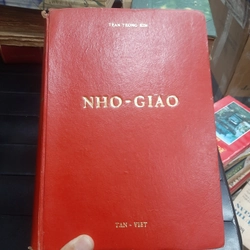 TRẦN TRỌNG KIM
NHO-GIÁO
TÂN - VIỆT